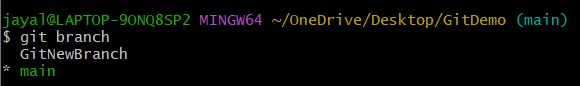 jayal@LAPTOP-9ONQ8SP2 MINGW64 ~/OneDrive/Desktop/GitDemo (main)
$ git branch
  GitNewBranch
* main